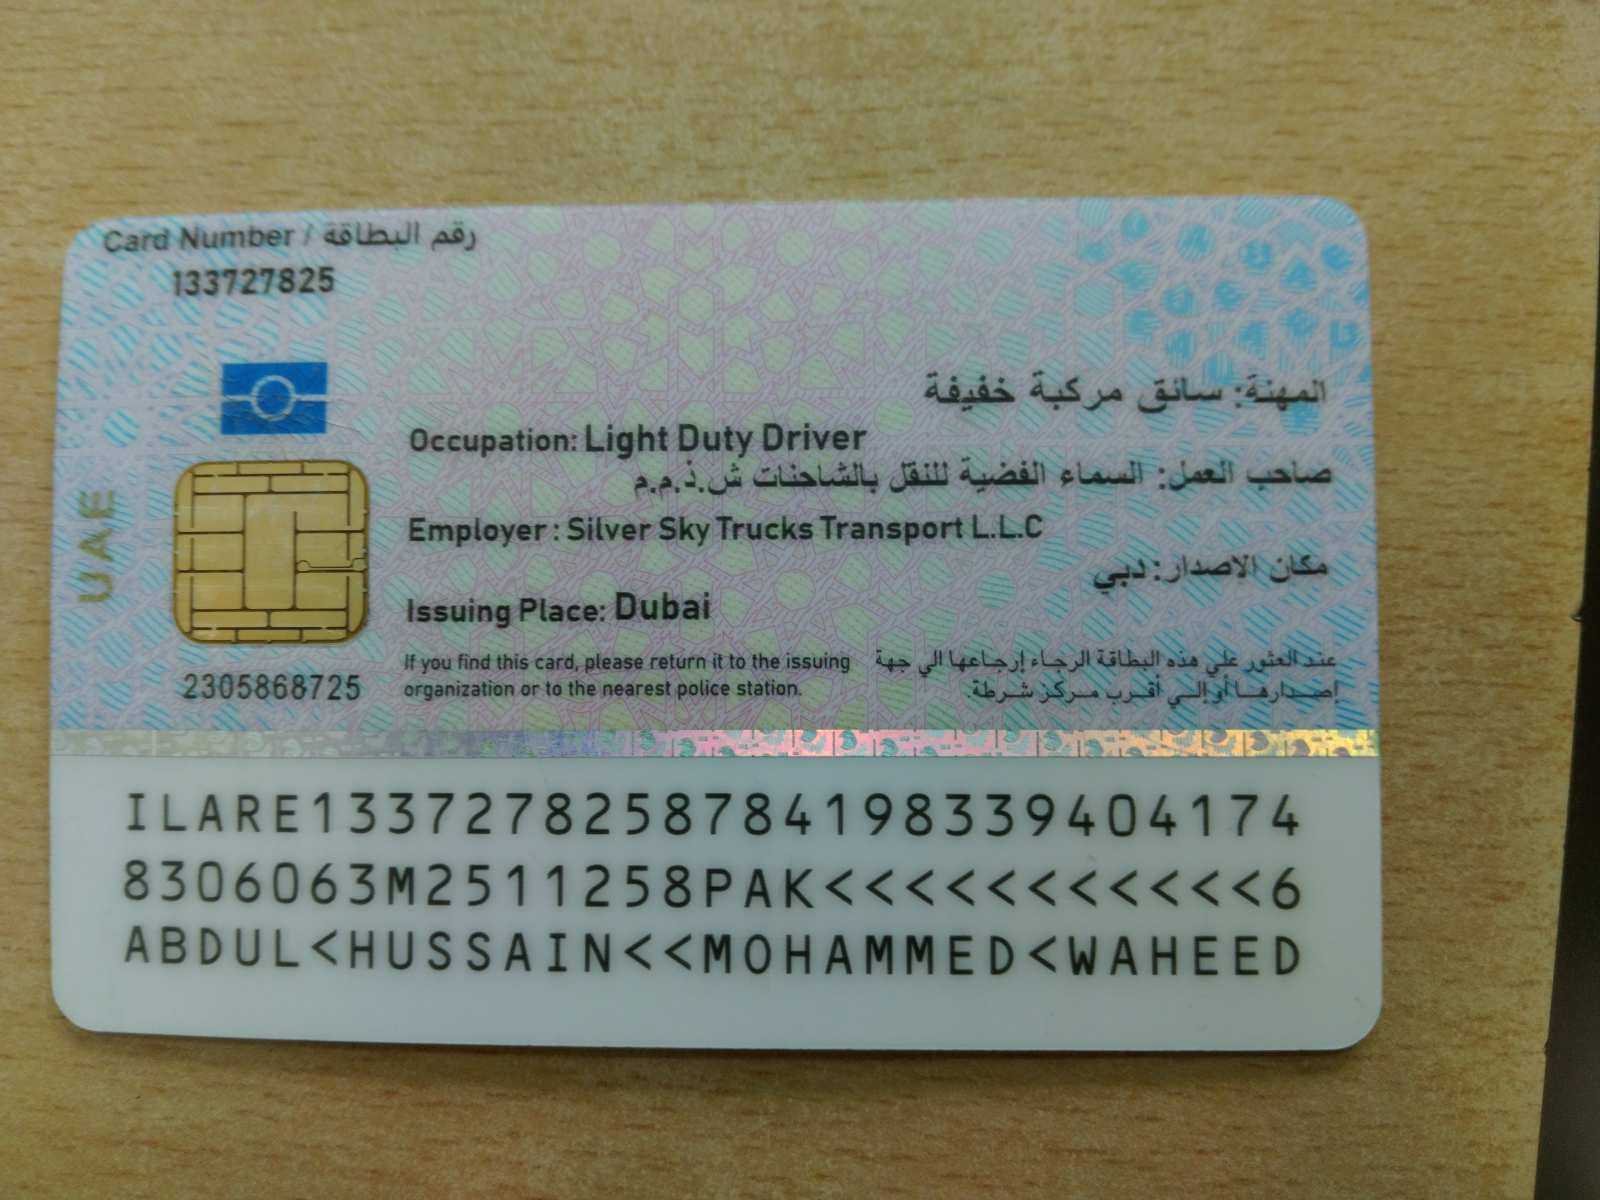 Card Number / رقم البطاقة
133727825
المهنة: سائق مركبة خفيفة
Occupation: Light Duty Driver
صاحب العمل: السماء الفضية للنقل بالشاحنات ش.ذ.م.م
Employer : Silver Sky Trucks Transport L.L.C
مكان الاصدار: دبي
Issuing Place: Dubai
UAE
If you find this card, please return it to the issuing
organization or to the nearest police station.
عند العثور علي هذه البطاقة الرجاء إرجاعها الي جهة
إصدارها أو إلي أقرب مركز شرطة.
2305868725
ILARE1337278258784198339404174
8306063M2511258PAK<<<<<<<<<<<6
ABDUL<HUSSAIN<<MOHAMMED<WAHEED